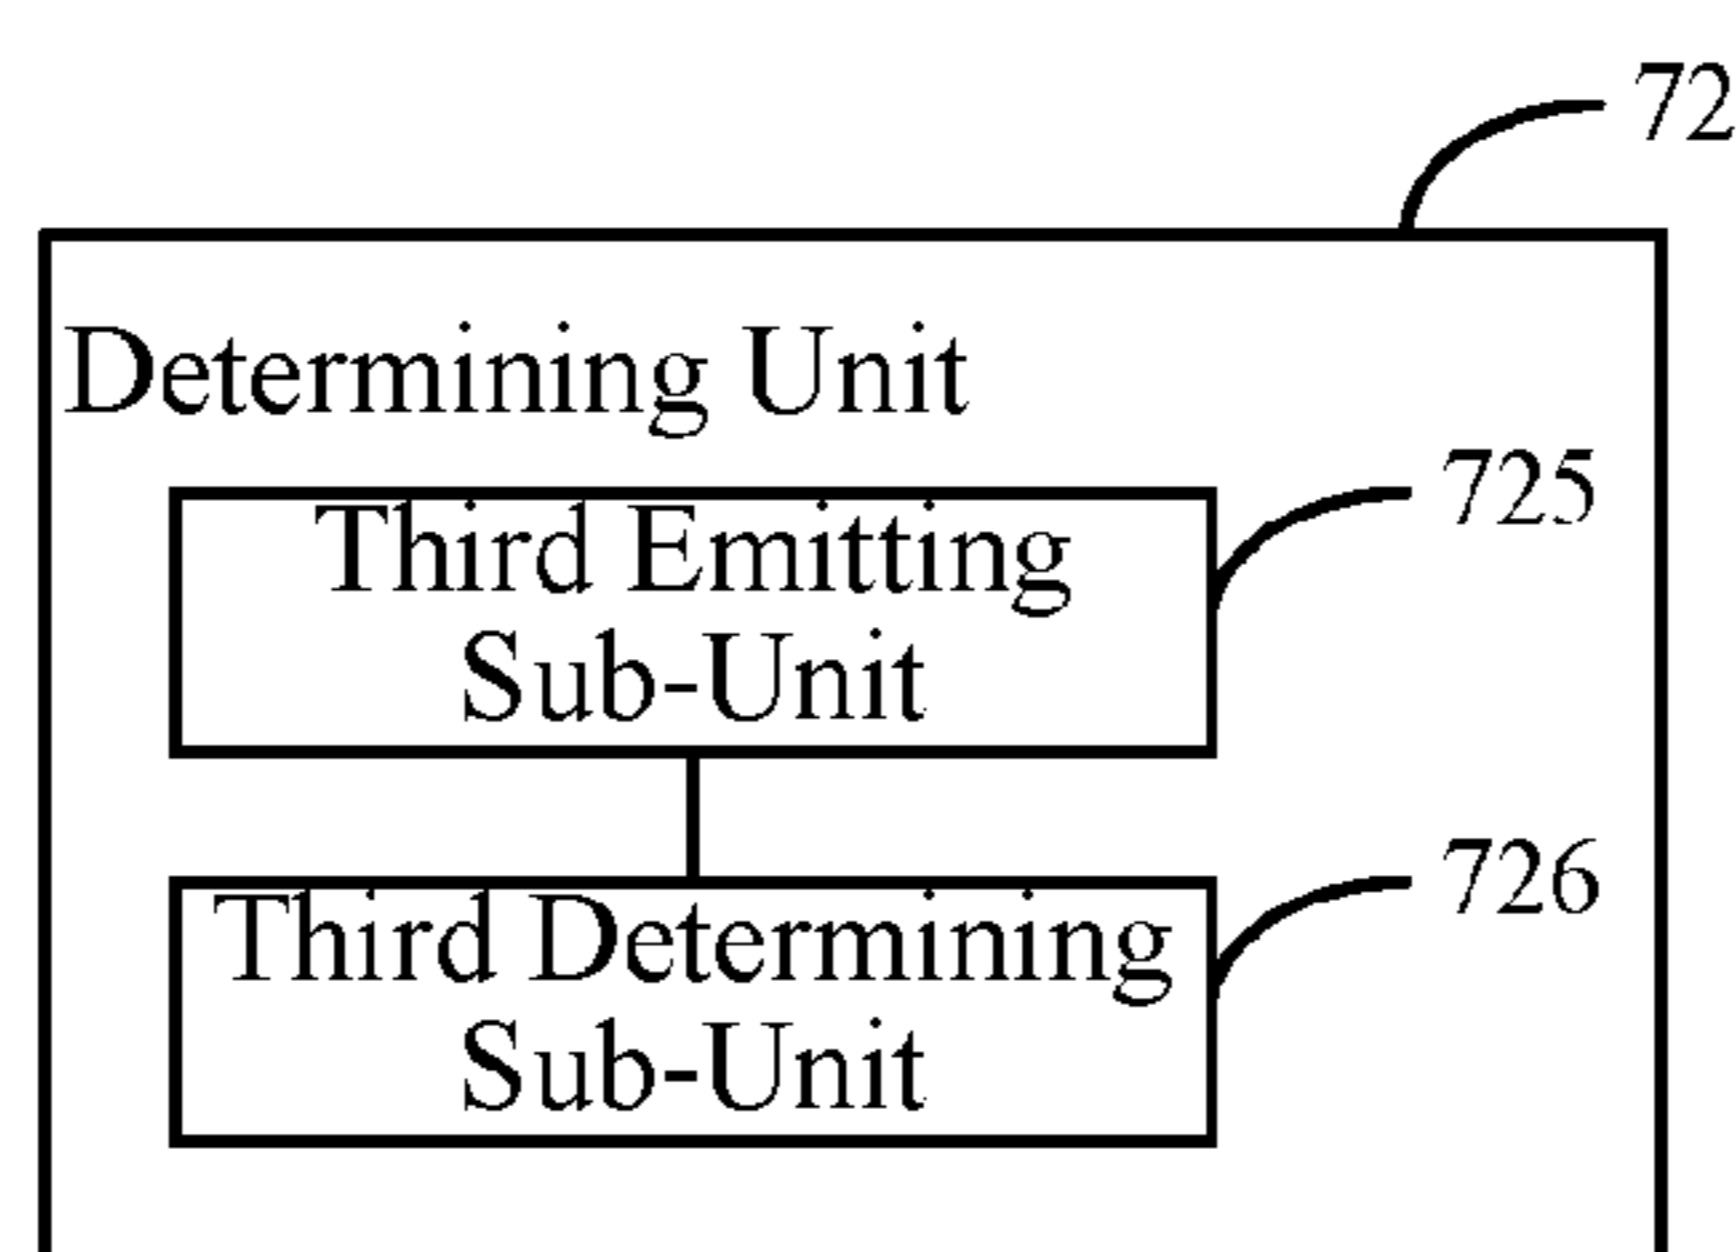 72
Determining Unit
725
Third Emitting
Sub-Unit
726
Third Determining
Sub-Unit